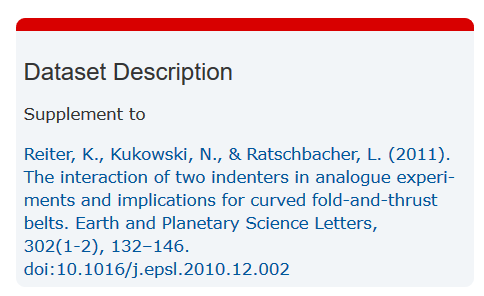 Dataset Description
Supplement to
Reiter, K., Kukowski, N., & Ratschbacher, L. (2011).
The interaction of two indenters in analogue experi-
ments and implications for curved fold-and-thrust
belts. Earth and Planetary Science Letters,
302(1-2), 132–146.
doi:10.1016/j.epsl.2010.12.002